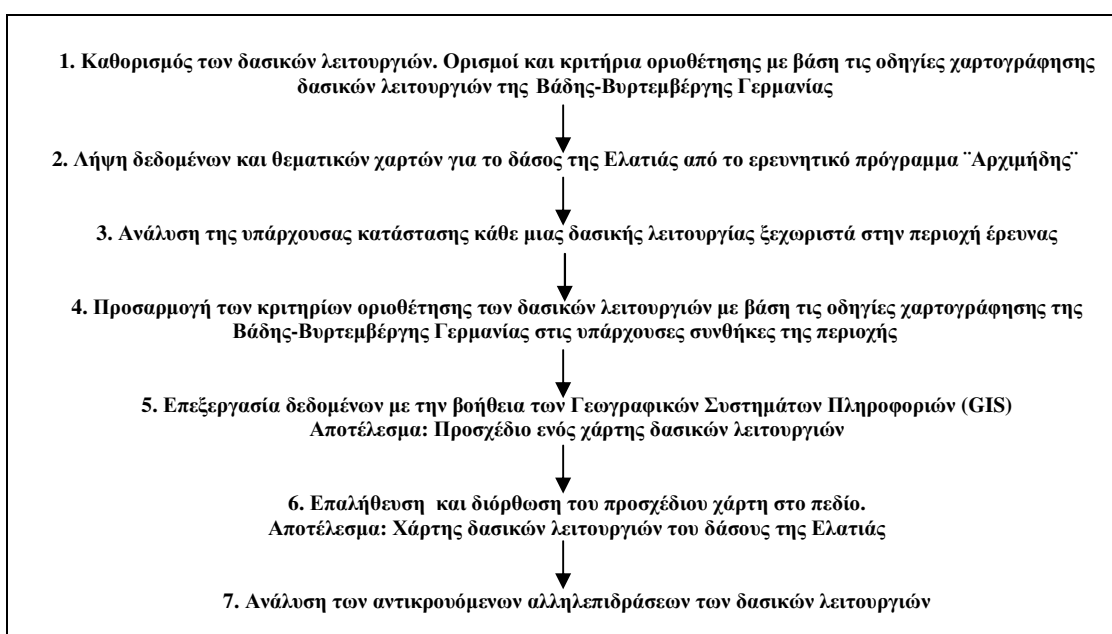 1. Καθορισμός των δασικών λειτουργιών. Ορισμοί και κριτήρια οριοθέτησης με βάση τις οδηγίες χαρτογράφησης
δασικών λειτουργιών της Βάδης-Βυρτεμβέργης Γερμανίας
2. Λήψη δεδομένων και θεματικών χαρτών για το δάσος της Ελατιάς από το ερευνητικό πρόγραμμα ¨Αρχιμήδης¨
3. Ανάλυση της υπάρχουσας κατάστασης κάθε μιας δασικής λειτουργίας ξεχωριστά στην περιοχή έρευνας
4. Προσαρμογή των κριτηρίων οριοθέτησης των δασικών λειτουργιών με βάση τις οδηγίες χαρτογράφησης της
Βάδης-Βυρτεμβέργης Γερμανίας στις υπάρχουσες συνθήκες της περιοχής
5. Επεξεργασία δεδομένων με την βοήθεια των Γεωγραφικών Συστημάτων Πληροφοριών (GIS)
Αποτέλεσμα: Προσχέδιο ενός χάρτης δασικών λειτουργιών
6. Επαλήθευση και διόρθωση του προσχέδιου χάρτη στο πεδίο.
Αποτέλεσμα: Χάρτης δασικών λειτουργιών του δάσους της Ελατιάς
7. Ανάλυση των αντικρουόμενων αλληλεπιδράσεων των δασικών λειτουργιών